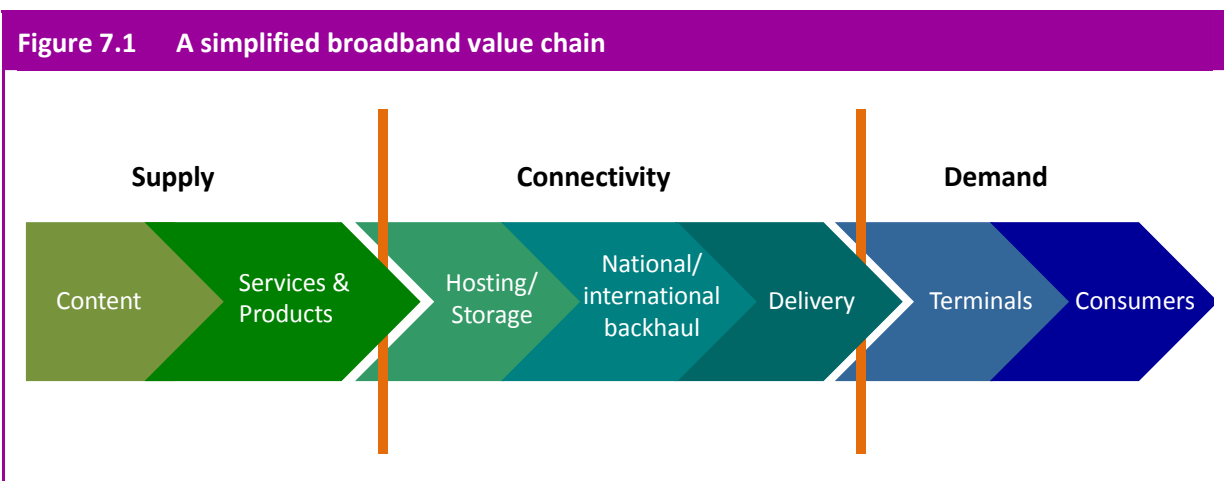 Figure 7.1 A simplified broadband value chain
Supply
Connectivity
Demand
Content
Services &
Products
Hosting/
Storage
National/
international
backhaul
Delivery
Terminals
Consumers